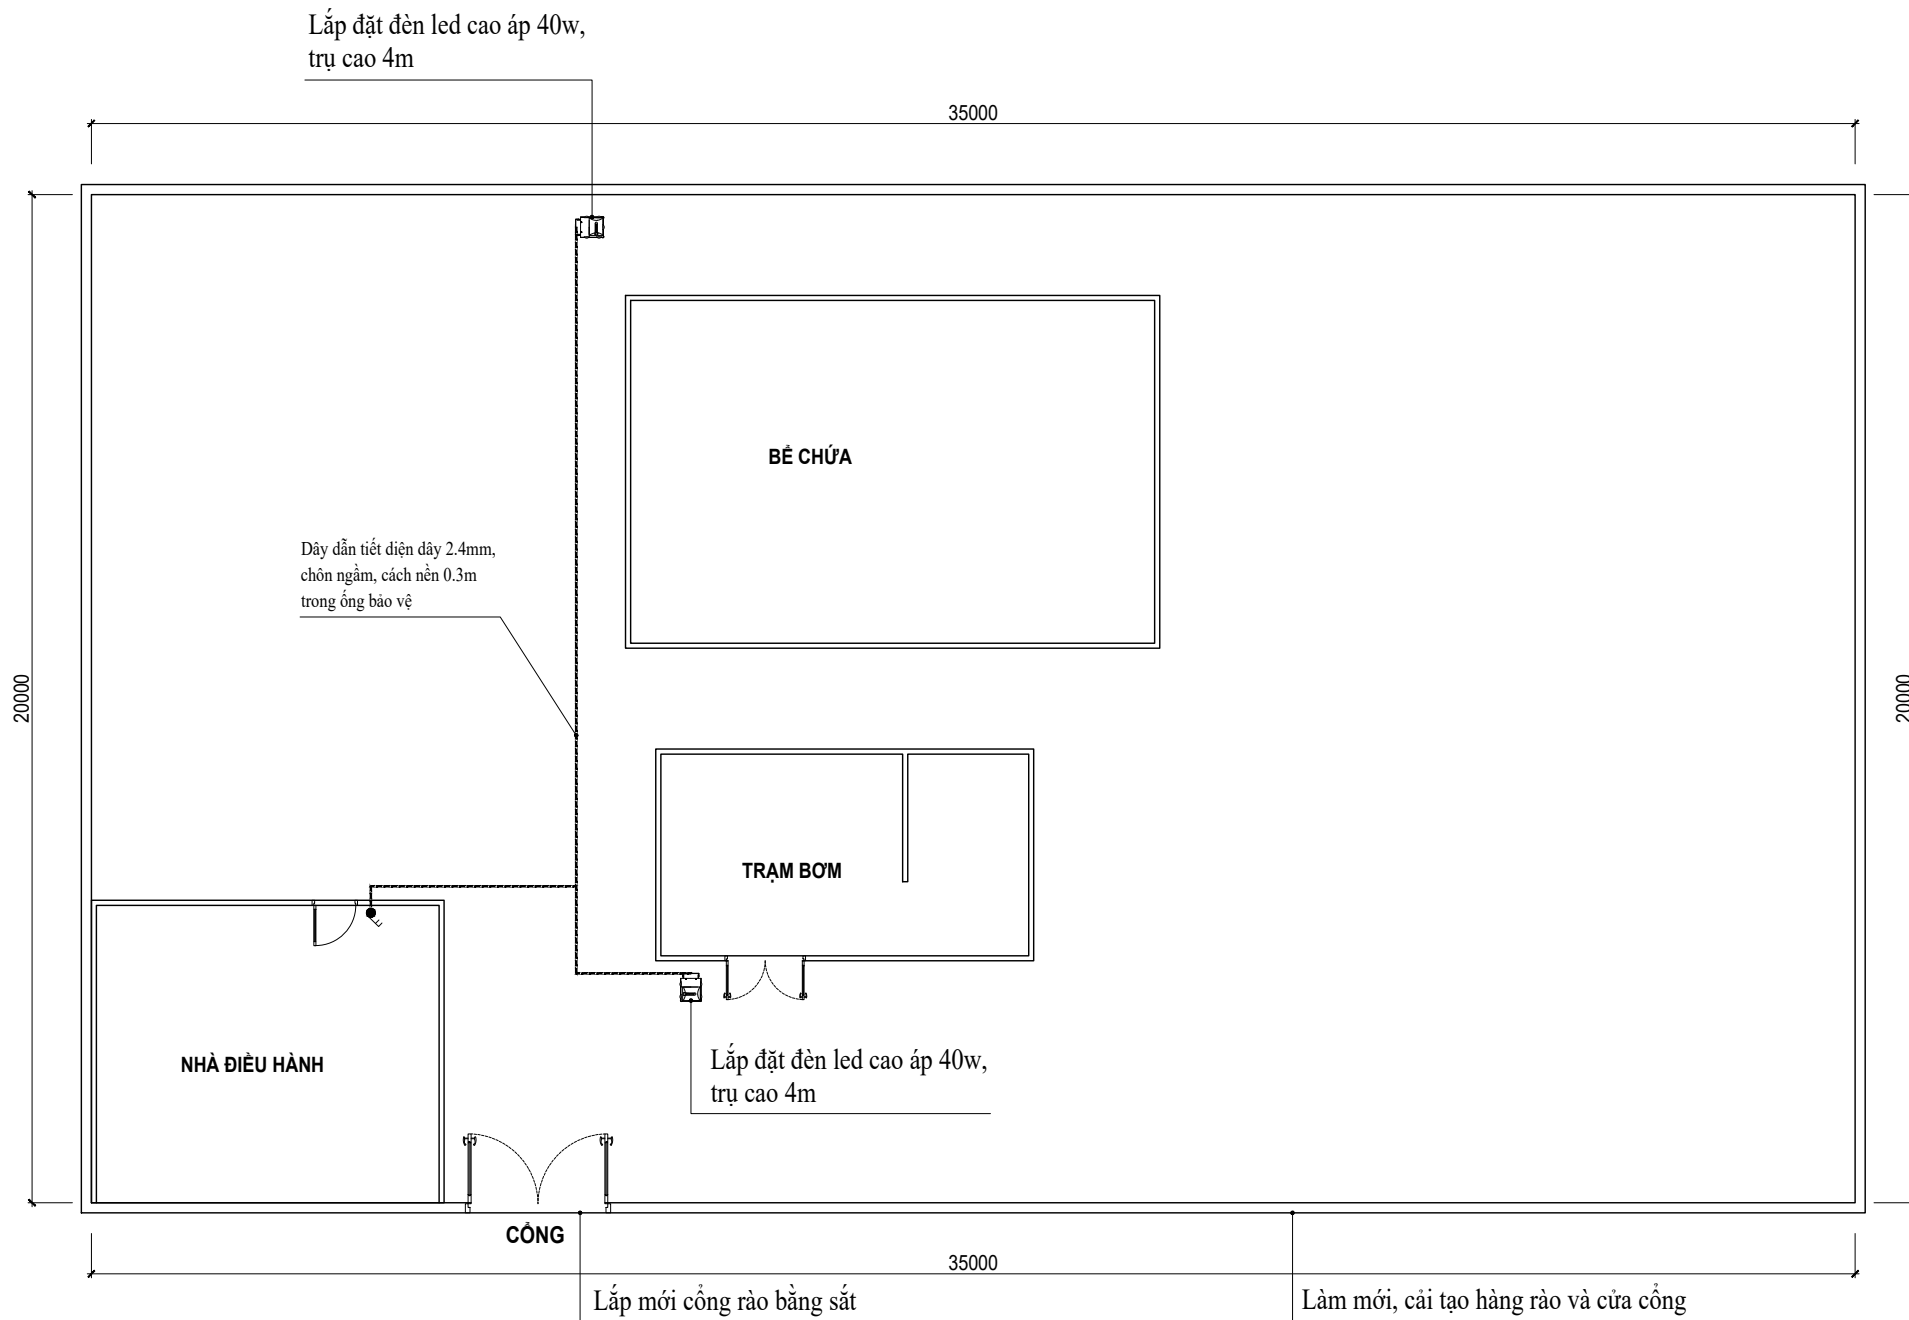 Lắp đặt đèn led cao áp 40w,
trụ cao 4m
35000
BỂ CHỨA
Dây dẫn tiết diện dây 2.4mm,
chôn ngầm, cách nền 0.3m
trong ống bảo vệ
20000
20000
TRẠM BƠM
NHÀ ĐIỀU HÀNH
Lắp đặt đèn led cao áp 40w,
trụ cao 4m
CỔNG
35000
Lắp mới cổng rào bằng sắt
Làm mới, cải tạo hàng rào và cửa cổng